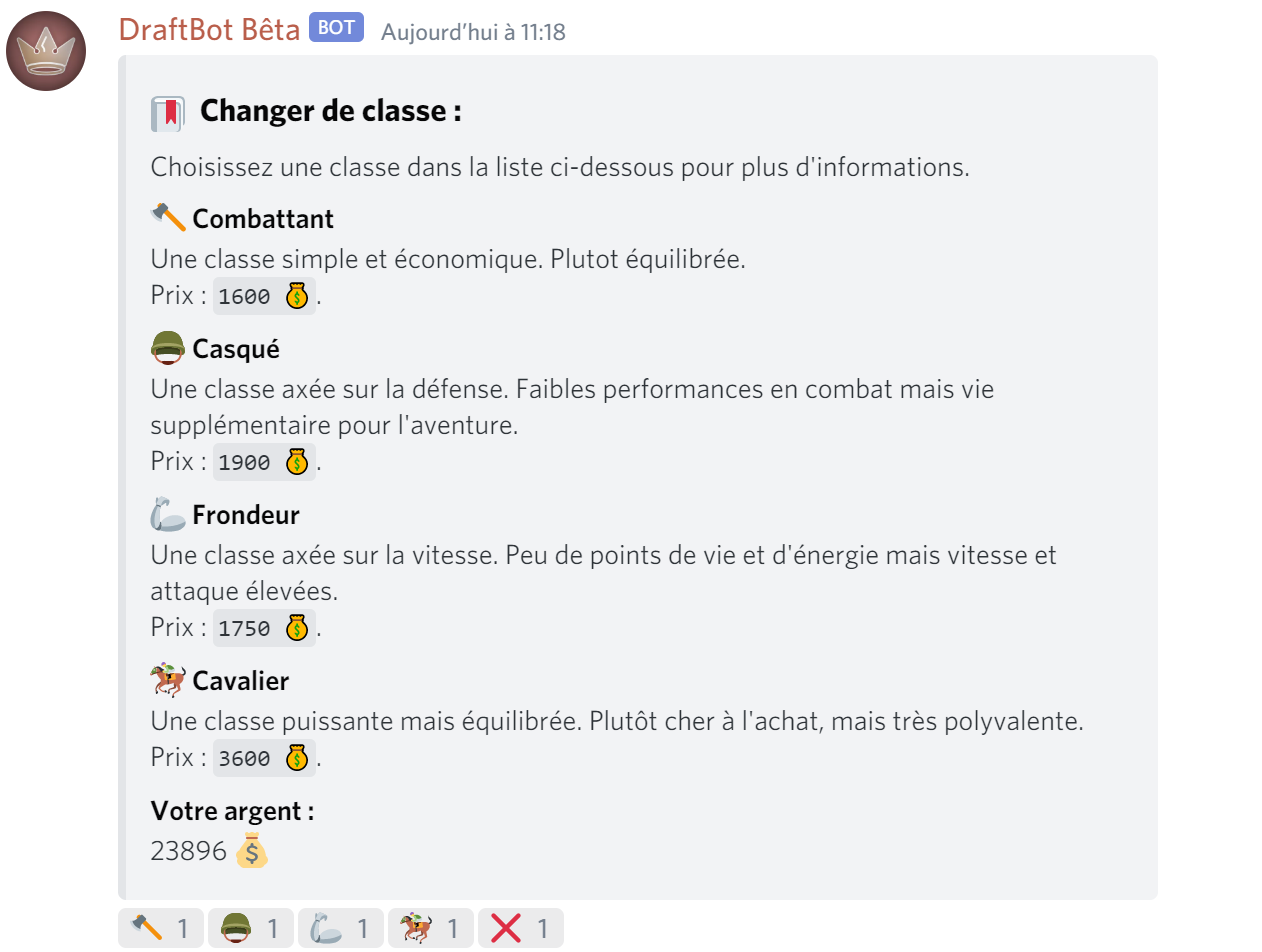 DraftBot Bêta BOT Aujourd’hui à 11:18
Changer de classe :
Choisissez une classe dans la liste ci-dessous pour plus d'informations.
Combattant
Une classe simple et économique. Plutot équilibrée.
Prix : 1600 .
Casqué
Une classe axée sur la défense. Faibles performances en combat mais vie
supplémentaire pour l'aventure.
Prix : 1900 .
Frondeur
Une classe axée sur la vitesse. Peu de points de vie et d'énergie mais vitesse et
attaque élevées.
Prix : 1750 .
Cavalier
Une classe puissante mais équilibrée. Plutôt cher à l'achat, mais très polyvalente.
Prix : 3600 .
Votre argent :
23896
1 1 1 1 1